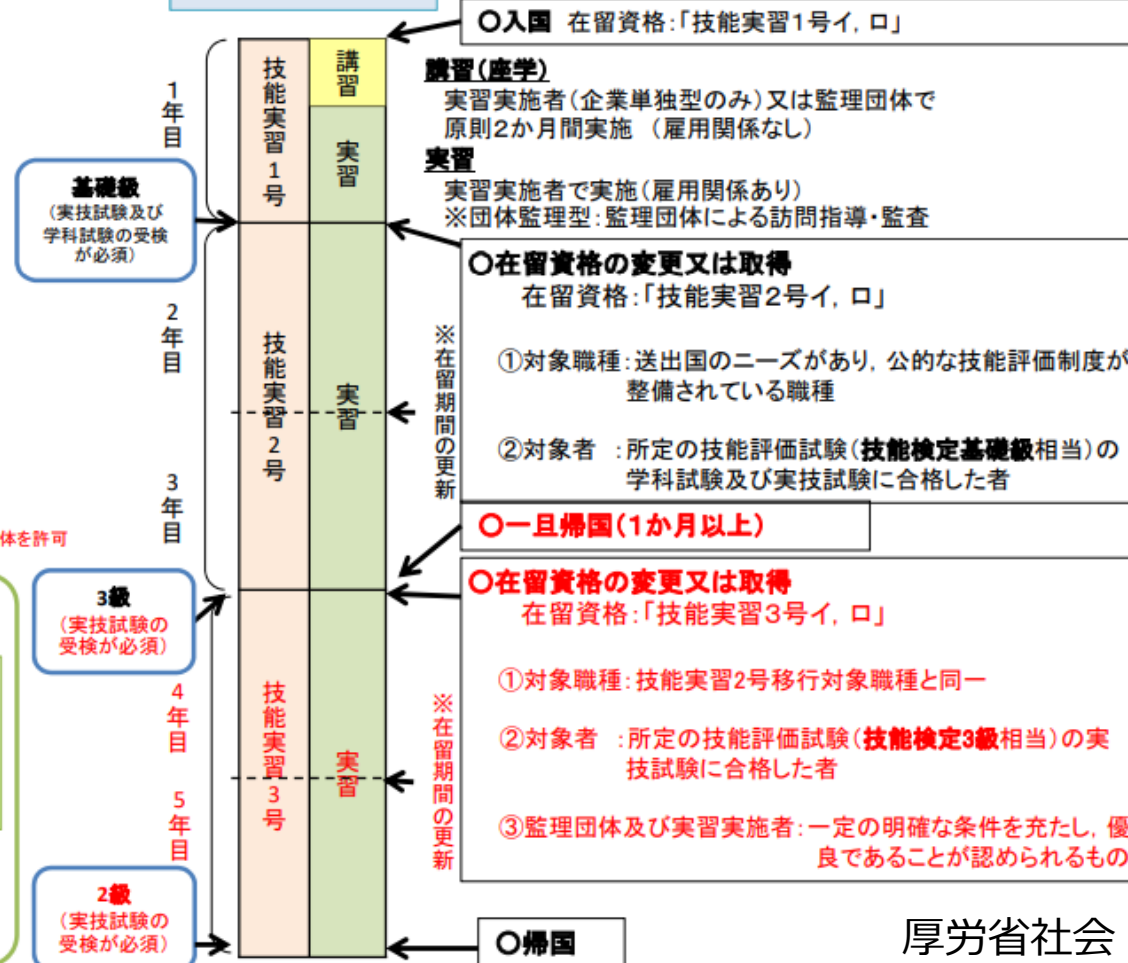 〇入国 在留資格:「技能実習1号イ, ロ」
1年目
技能実習1号
講習
実習
講習(座学)
実習実施者(企業単独型のみ)又は監理団体で
原則2か月間実施 (雇用関係なし)
実習
実習実施者で実施(雇用関係あり)
※団体監理型:監理団体による訪問指導・監査
基礎級
(実技試験及び
学科試験の受検
が必須)
2年目
3年目
技能実習2号
実習
※在留期間の更新
〇在留資格の変更又は取得
在留資格:「技能実習2号イ, ロ」
①対象職種:送出国のニーズがあり, 公的な技能評価制度が
整備されている職種
②対象者 :所定の技能評価試験(技能検定基礎級相当)の
学科試験及び実技試験に合格した者
〇一旦帰国(1か月以上)
体を許可
3級
(実技試験の
受検が必須)
4年目
5年目
技能実習3号
実習
※在留期間の更新
〇在留資格の変更又は取得
在留資格:「技能実習3号イ, ロ」
①対象職種:技能実習2号移行対象職種と同一
②対象者 :所定の技能評価試験(技能検定3級相当)の実
技試験に合格した者
③監理団体及び実習実施者:一定の明確な条件を充たし, 優
良であることが認められるもの
2級
(実技試験の
受検が必須)
〇帰国
厚労省社会